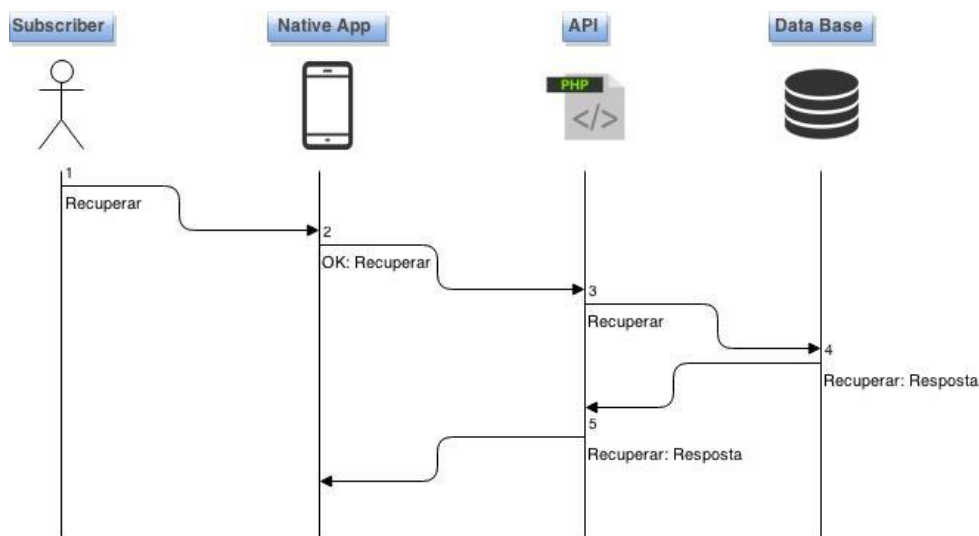 Subscriber
Native App
API
Data Base
PHP
</>
1
Recuperar
2
OK: Recuperar
3
Recuperar
4
Recuperar: Resposta
5
Recuperar: Resposta